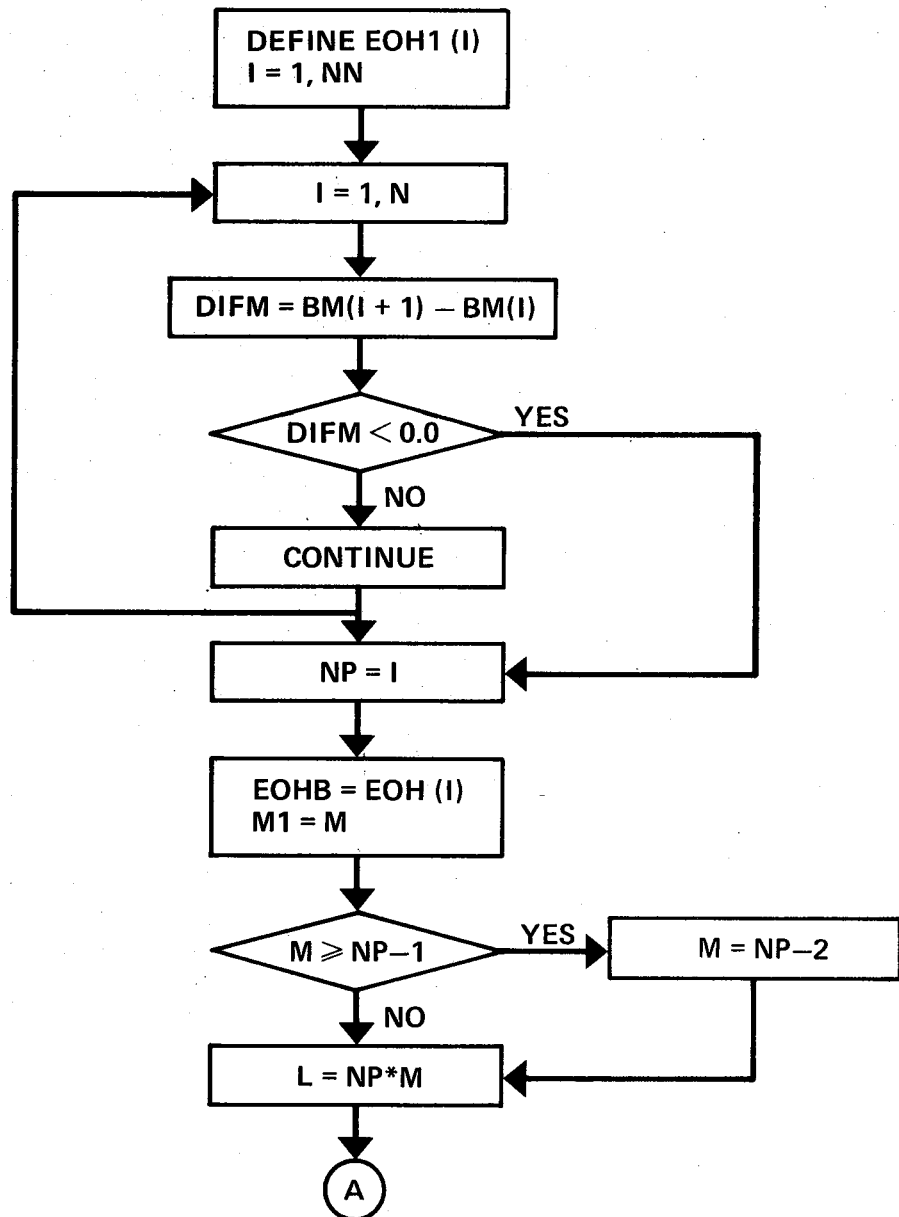 DEFINE EOH1 (I)
I = 1, NN
I = 1, N
DIFM = BM(I + 1) − BM(I)
DIFM < 0.0
YES
NO
CONTINUE
NP = I
EOHB = EOH (I)
M1 = M
M ⩾ NP−1
YES
M = NP−2
NO
L = NP*M
A